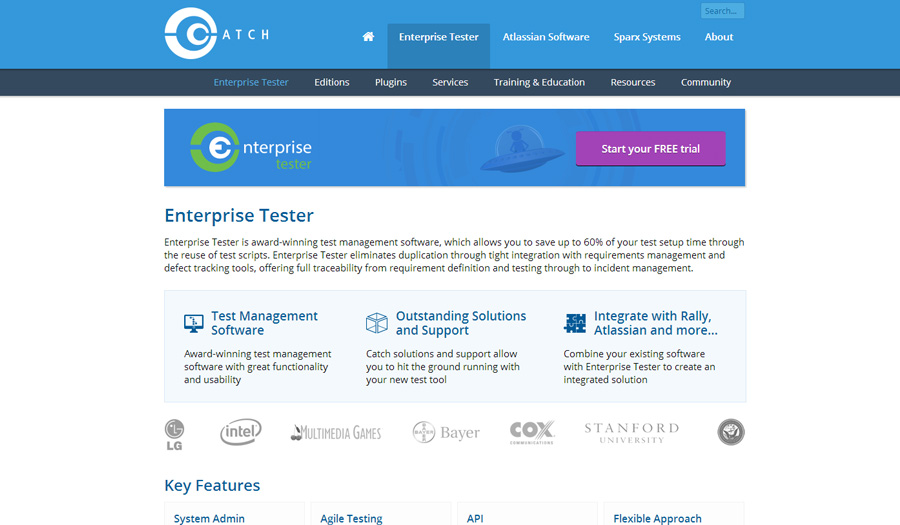 Search...
ATCH
Enterprise Tester Atlassian Software Sparx Systems About
Enterprise Tester Editions Plugins Services Training & Education Resources Community
enterprise
tester
Start your FREE trial
Enterprise Tester
Enterprise Tester is award-winning test management software, which allows you to save up to 60% of your test setup time through
the reuse of test scripts. Enterprise Tester eliminates duplication through tight integration with requirements management and
defect tracking tools, offering full traceability from requirement definition and testing through to incident management.
Test Management
Software
Award-winning test management
software with great functionality
and usability
Outstanding Solutions
and Support
Catch solutions and support allow
you to hit the ground running with
your new test tool
Integrate with Rally,
Atlassian and more...
Combine your existing software
with Enterprise Tester to create an
integrated solution
LG
intel
MULTIMEDIA GAMES
BAYER
Bayer
COX
COMMUNICATIONS
STANFORD
UNIVERSITY
Key Features
System Admin Agile Testing API Flexible Approach